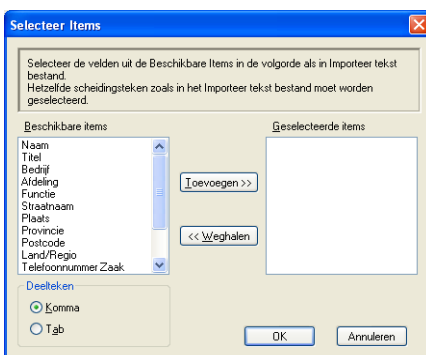 Selecteer Items
Selecteer de velden uit de Beschikbare Items in de volgorde als in Importeer tekst
bestand.
Hetzelfde scheidingsteken zoals in het Importeer tekst bestand moet worden
geselecteerd.
Beschikbare items
Geselecteerde items
Naam
Titel
Bedrijf
Afdeling
Functie
Straatnaam
Plaats
Provincie
Postcode
Land/Regio
Telefoonnummer Zaak
Toevoegen >>
<< Weghalen
Deelteken
Komma
Tab
OK
Annuleren